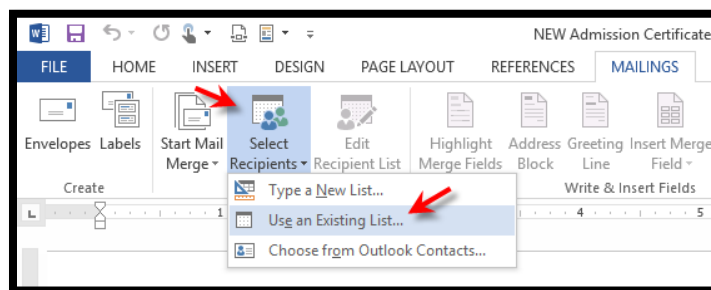 NEW Admission Certificate
FILE HOME INSERT DESIGN PAGE LAYOUT REFERENCES MAILINGS
Envelopes Labels Start Mail Merge Select Recipients Edit Recipient List Highlight Merge Fields Address Block Greeting Line Insert Merge Field
Create Write & Insert Fields
Type a New List...
L 1 4 5
Use an Existing List...
Choose from Outlook Contacts...